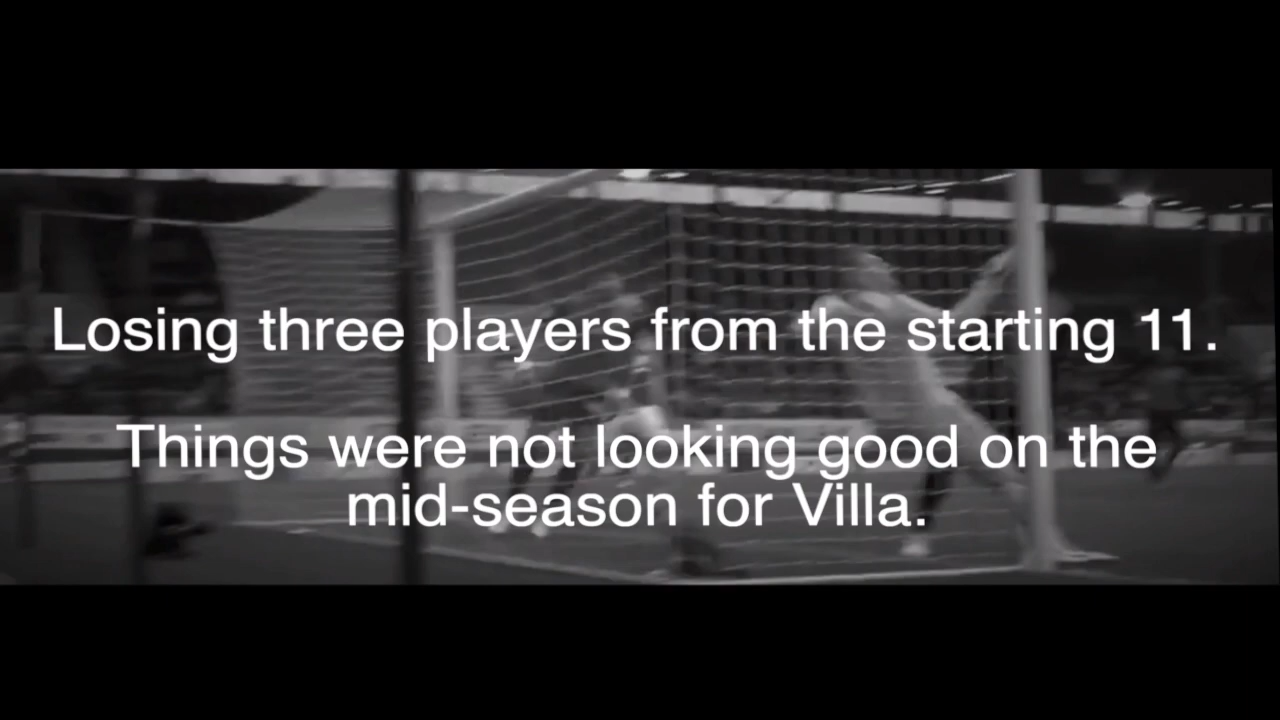 Losing three players from the starting 11.
Things were not looking good on the
mid-season for Villa.